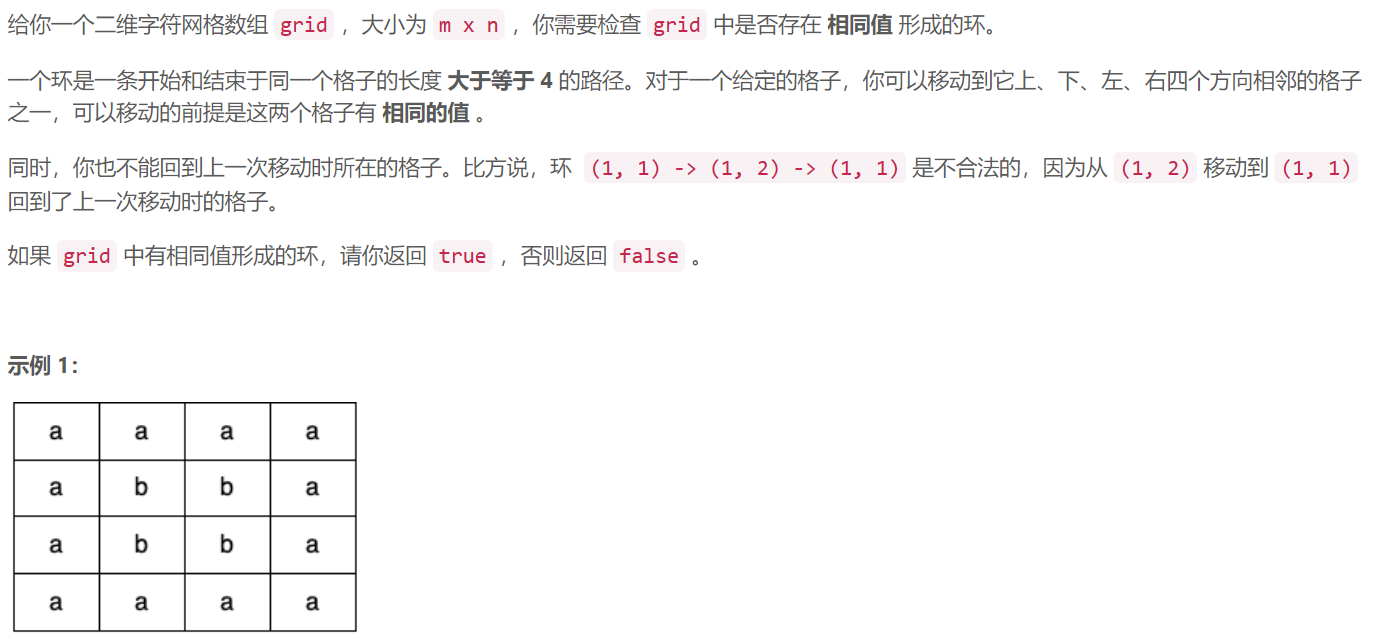 给你一个二维字符网格数组 grid ，大小为 m x n ，你需要检查 grid 中是否存在 相同值 形成的环。
一个环是一条开始和结束于同一个格子的长度 大于等于 4 的路径。对于一个给定的格子，你可以移动到它上、下、左、右四个方向相邻的格子
之一，可以移动的前提是这两个格子有 相同的值 。
同时，你也不能回到上一次移动时所在的格子。比方说，环 (1, 1) -> (1, 2) -> (1, 1) 是不合法的，因为从 (1, 2) 移动到 (1, 1)
回到了上一次移动时的格子。
如果 grid 中有相同值形成的环，请你返回 true ，否则返回 false 。
示例 1：
a a a a
a b b a
a b b a
a a a a